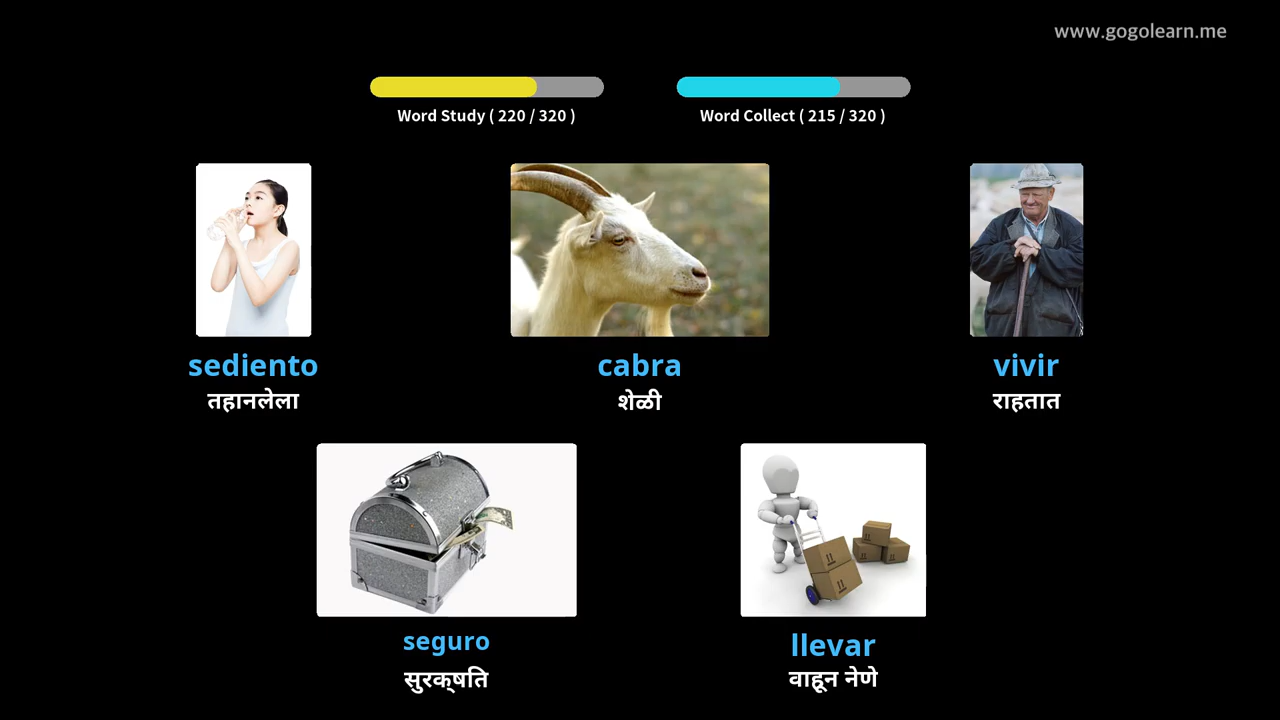 www.gogolearn.me
Word Study ( 220 / 320 )
Word Collect ( 215 / 320 )
sediento
तहानलेला
cabra
शेळी
vivir
राहतात
seguro
सुरक्षति
llevar
वाहून नेणे